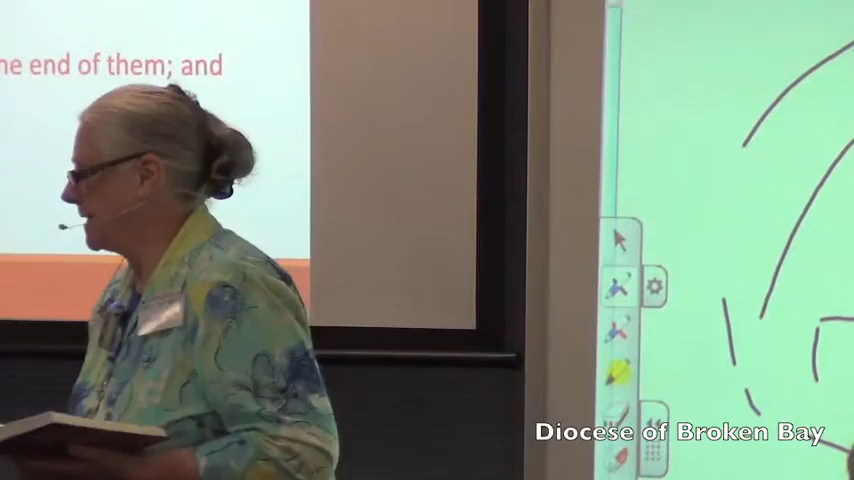 he end of them; and
Diocese of Broken Bay